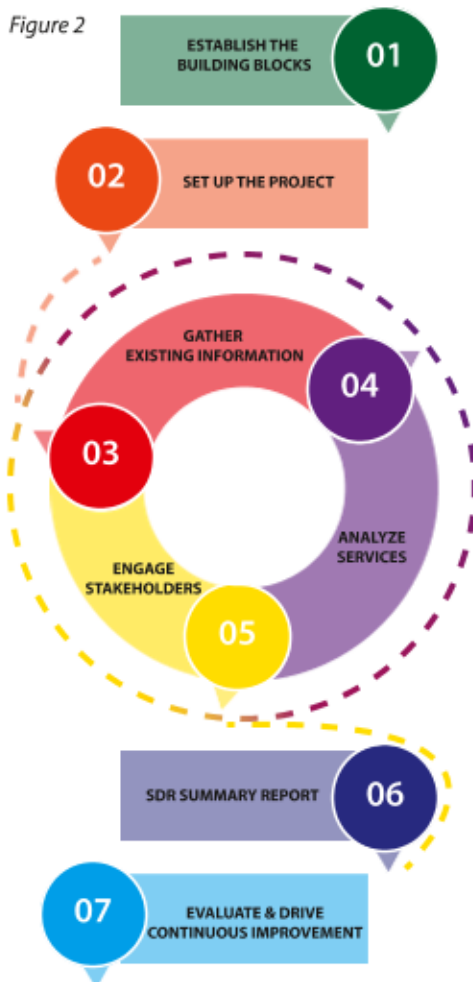 Figure 2
ESTABLISH THE
BUILDING BLOCKS
01
02
SET UP THE PROJECT
GATHER
EXISTING INFORMATION
04
03
ANALYZE
SERVICES
ENGAGE
STAKEHOLDERS
05
SDR SUMMARY REPORT
06
07
EVALUATE & DRIVE
CONTINUOUS IMPROVEMENT